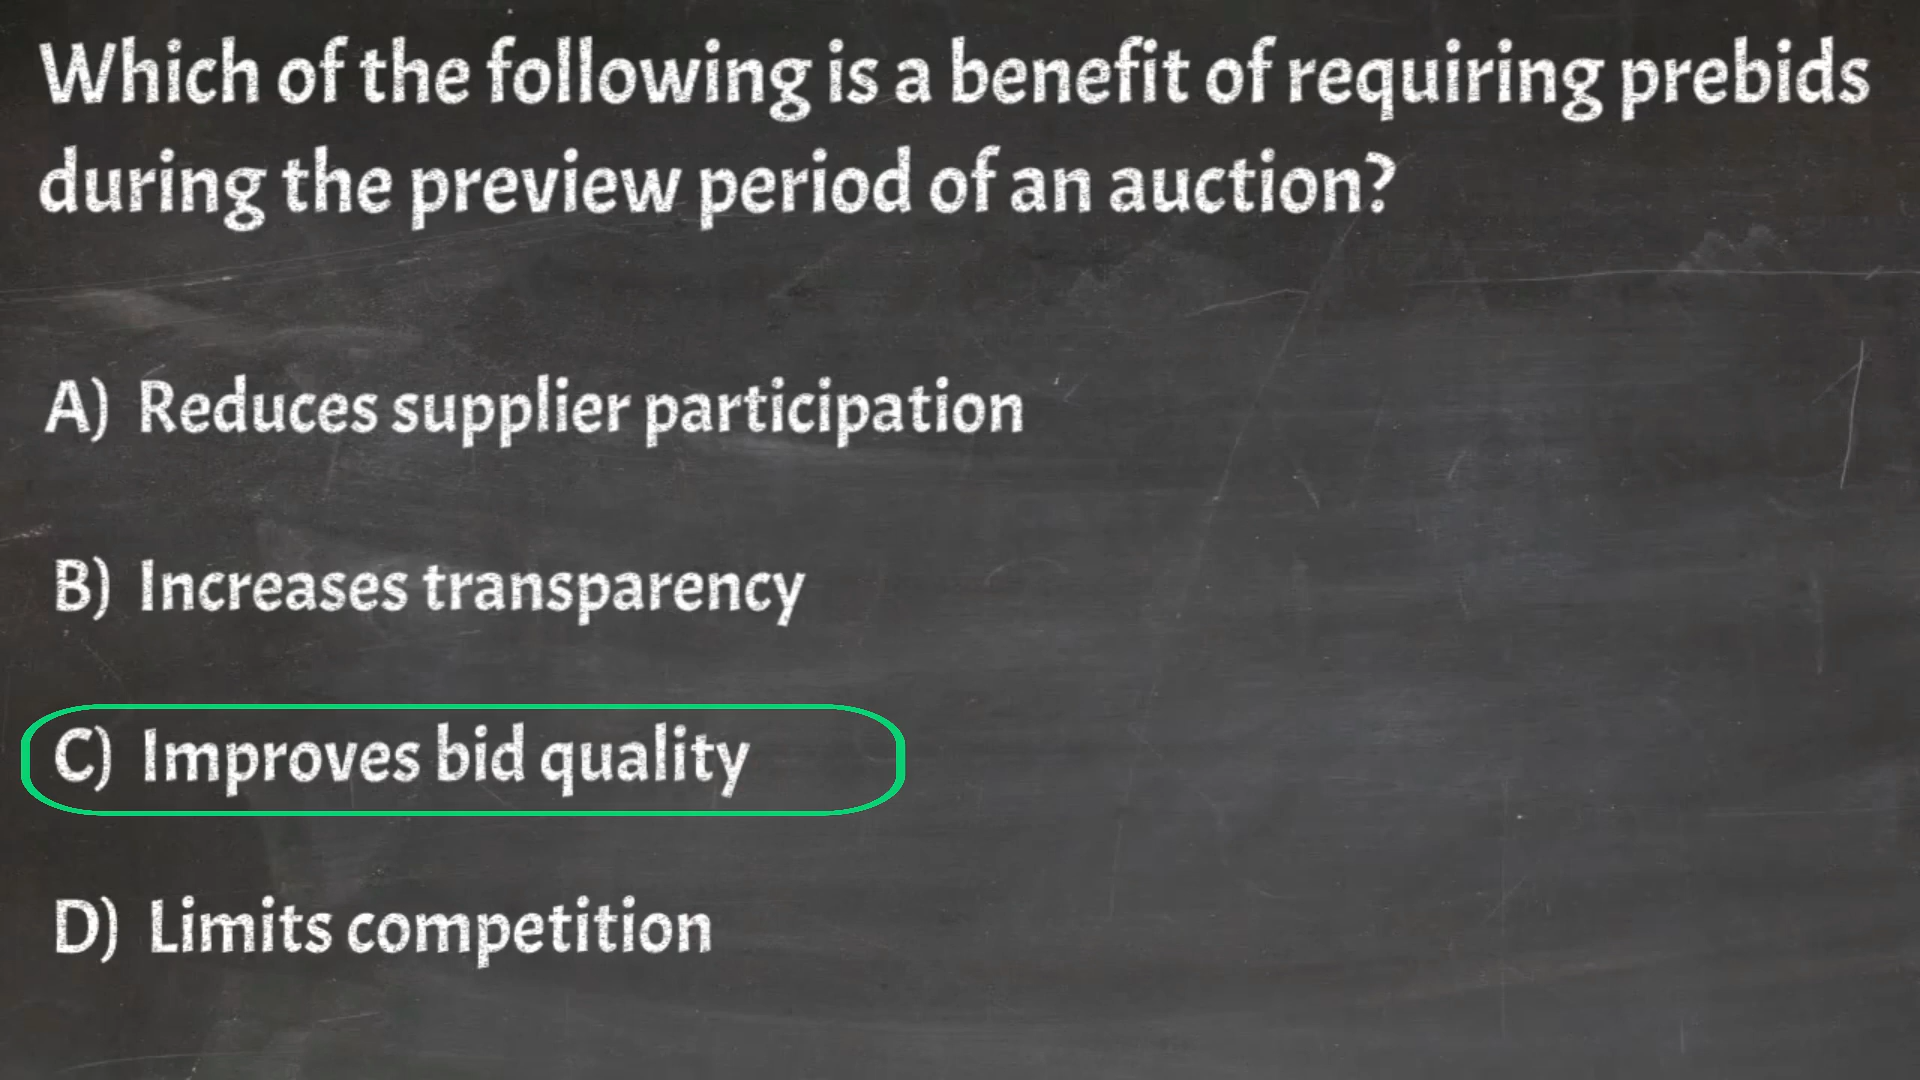 Which of the following is a benefit of requiring prebids
during the preview period of an auction?
A) Reduces supplier participation
B) Increases transparency
C) Improves bid quality
D) Limits competition